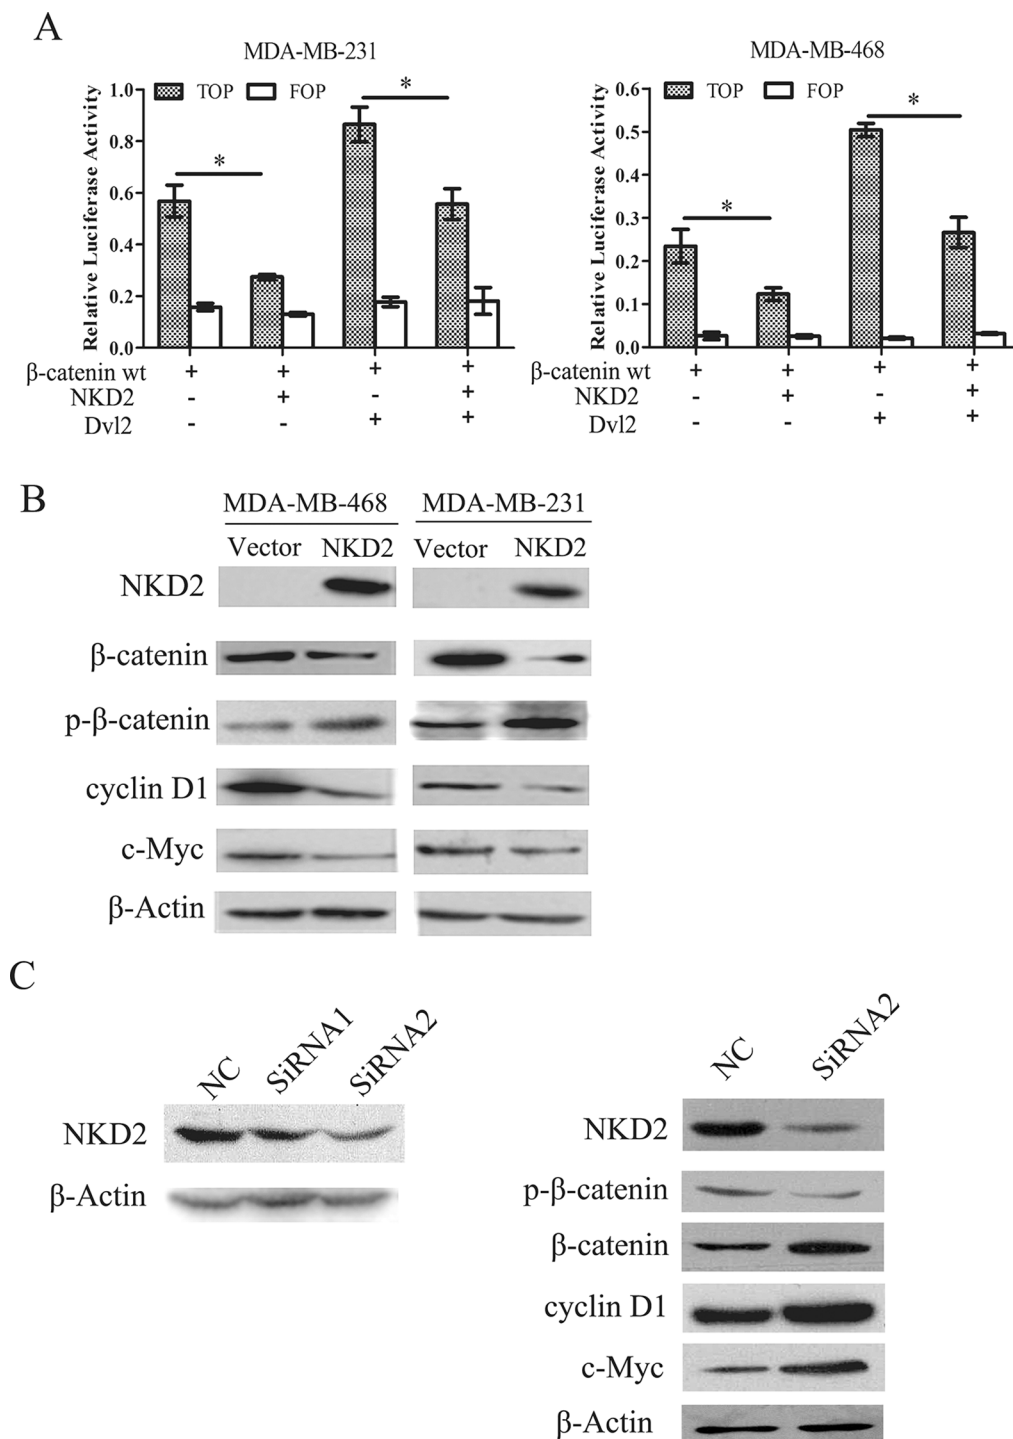 A
MDA-MB-231
TOP FOP
Relative Luciferase Activity
1.0
0.8
0.6
0.4
0.2
0.0
*
*
β-catenin wt + + + +
NKD2 - + +
Dvl2 - - + +
MDA-MB-468
TOP FOP
Relative Luciferase Activity
0.6
0.5
0.4
0.3
0.2
0.1
0.0
*
*
β-catenin wt + + + +
NKD2 - + +
Dvl2 - - + +
B
MDA-MB-468 MDA-MB-231
Vector NKD2 Vector NKD2
NKD2
β-catenin
p-β-catenin
cyclin D1
c-Myc
β-Actin
C
NC SiRNA1 SiRNA2
NKD2
β-Actin
NC SiRNA2
NKD2
p-β-catenin
β-catenin
cyclin D1
c-Myc
β-Actin